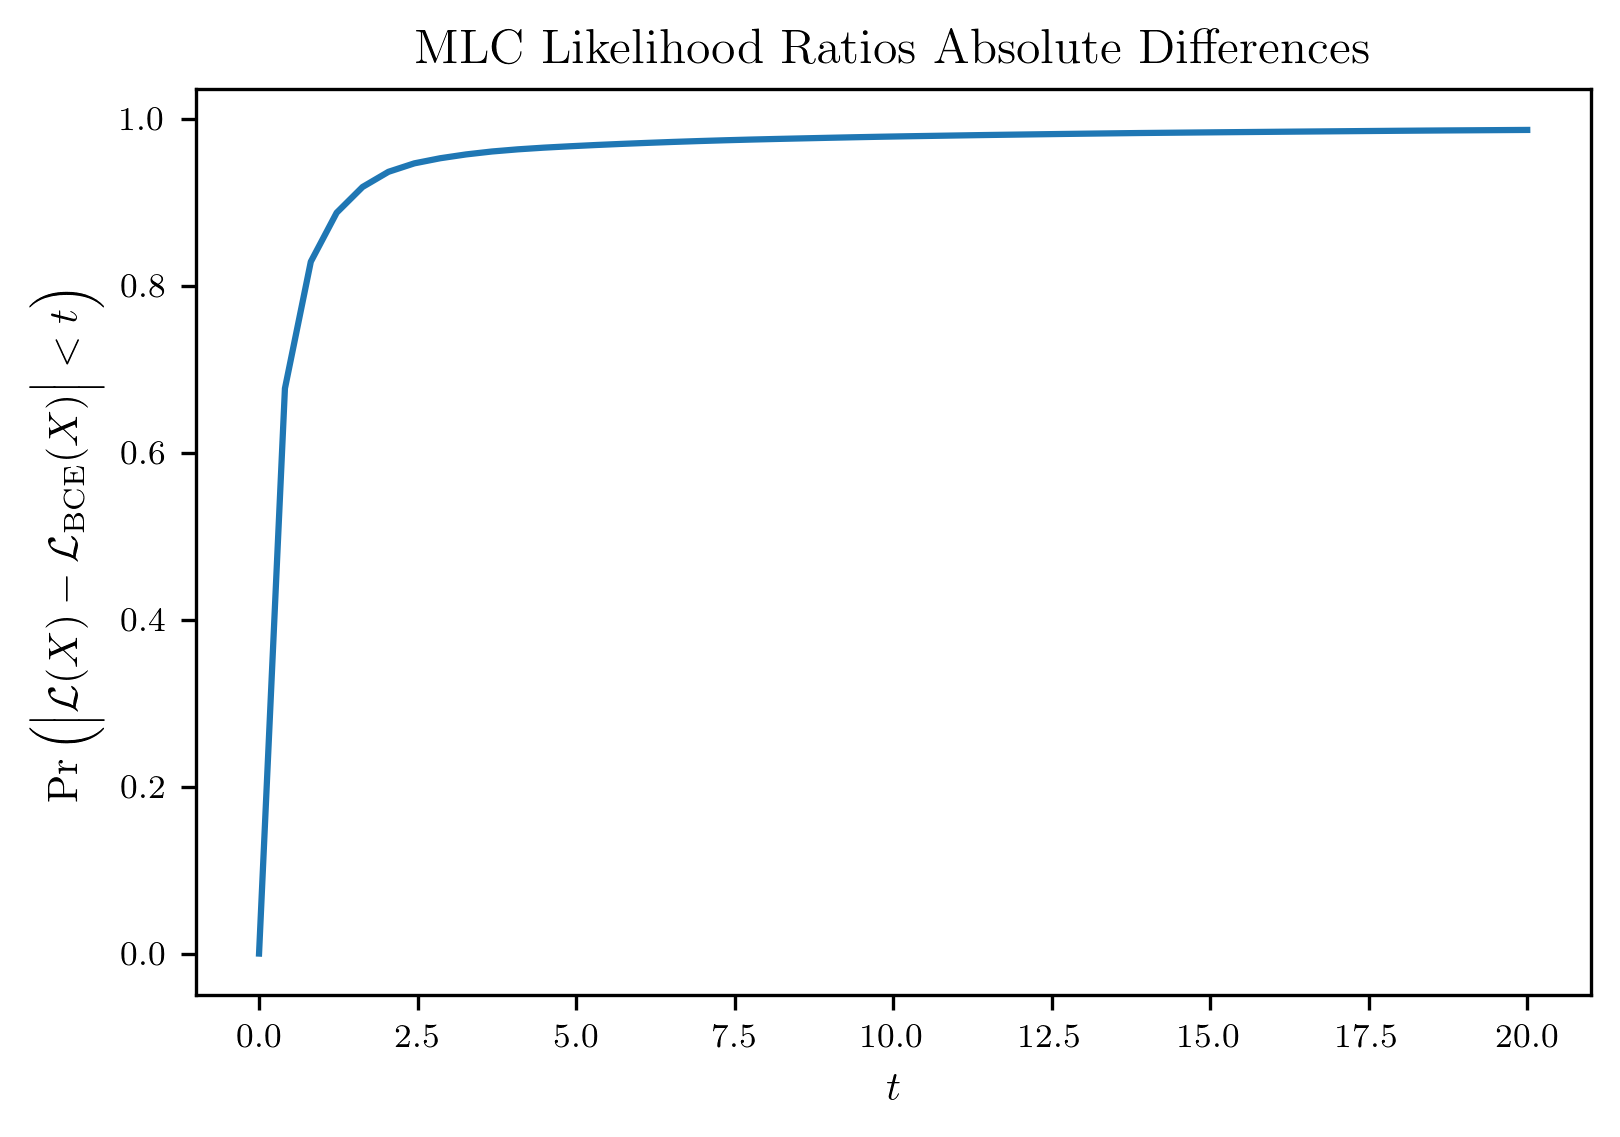 MLC Likelihood Ratios Absolute Differences
Pr (|ℒ(X) − ℒ_BCE(X)| < t)
1.0
0.8
0.6
0.4
0.2
0.0
0.0 2.5 5.0 7.5 10.0 12.5 15.0 17.5 20.0
t